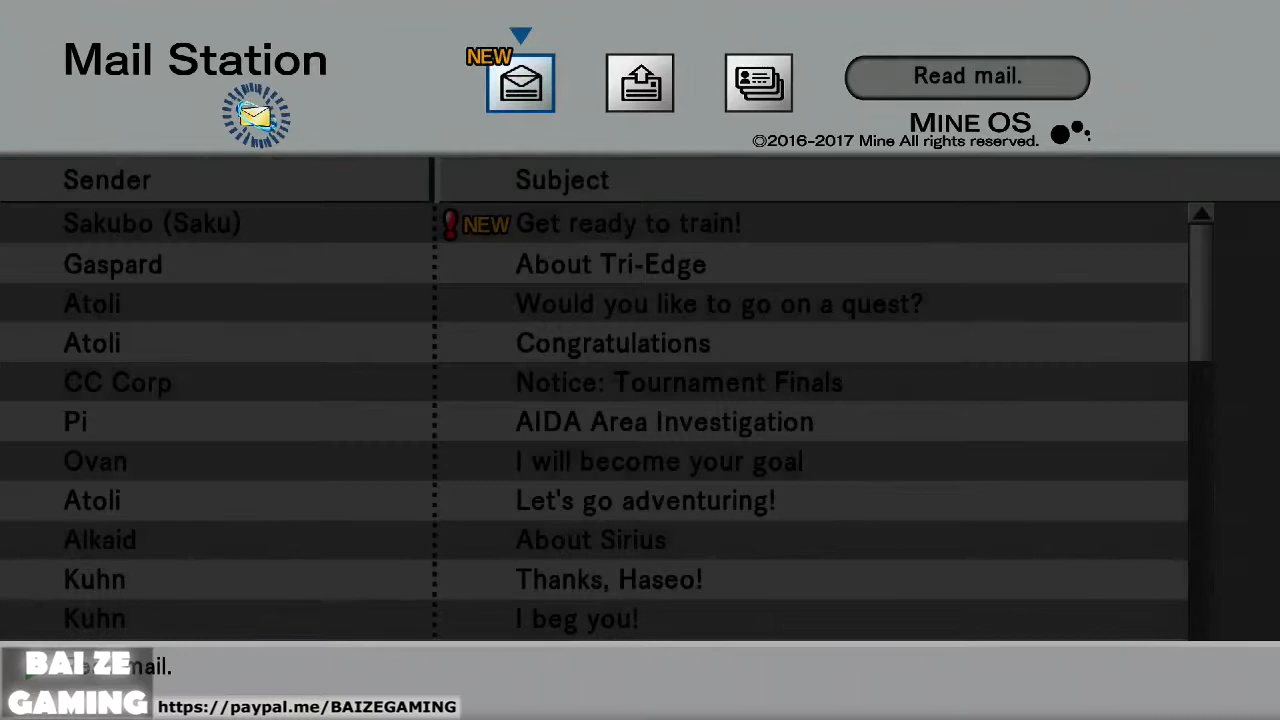 Mail Station
NEW
Read mail.
MINE OS
©2016-2017 Mine All rights reserved.
Sender Subject
Sakubo (Saku) NEW Get ready to train!
Gaspard About Tri-Edge
Atoli Would you like to go on a quest?
Atoli Congratulations
CC Corp Notice: Tournament Finals
Pi AIDA Area Investigation
Ovan I will become your goal
Atoli Let's go adventuring!
Alkaid About Sirius
Kuhn Thanks, Haseo!
Kuhn I beg you!
mail.
BAI ZE
GAMING https://paypal.me/BAIZEGAMING